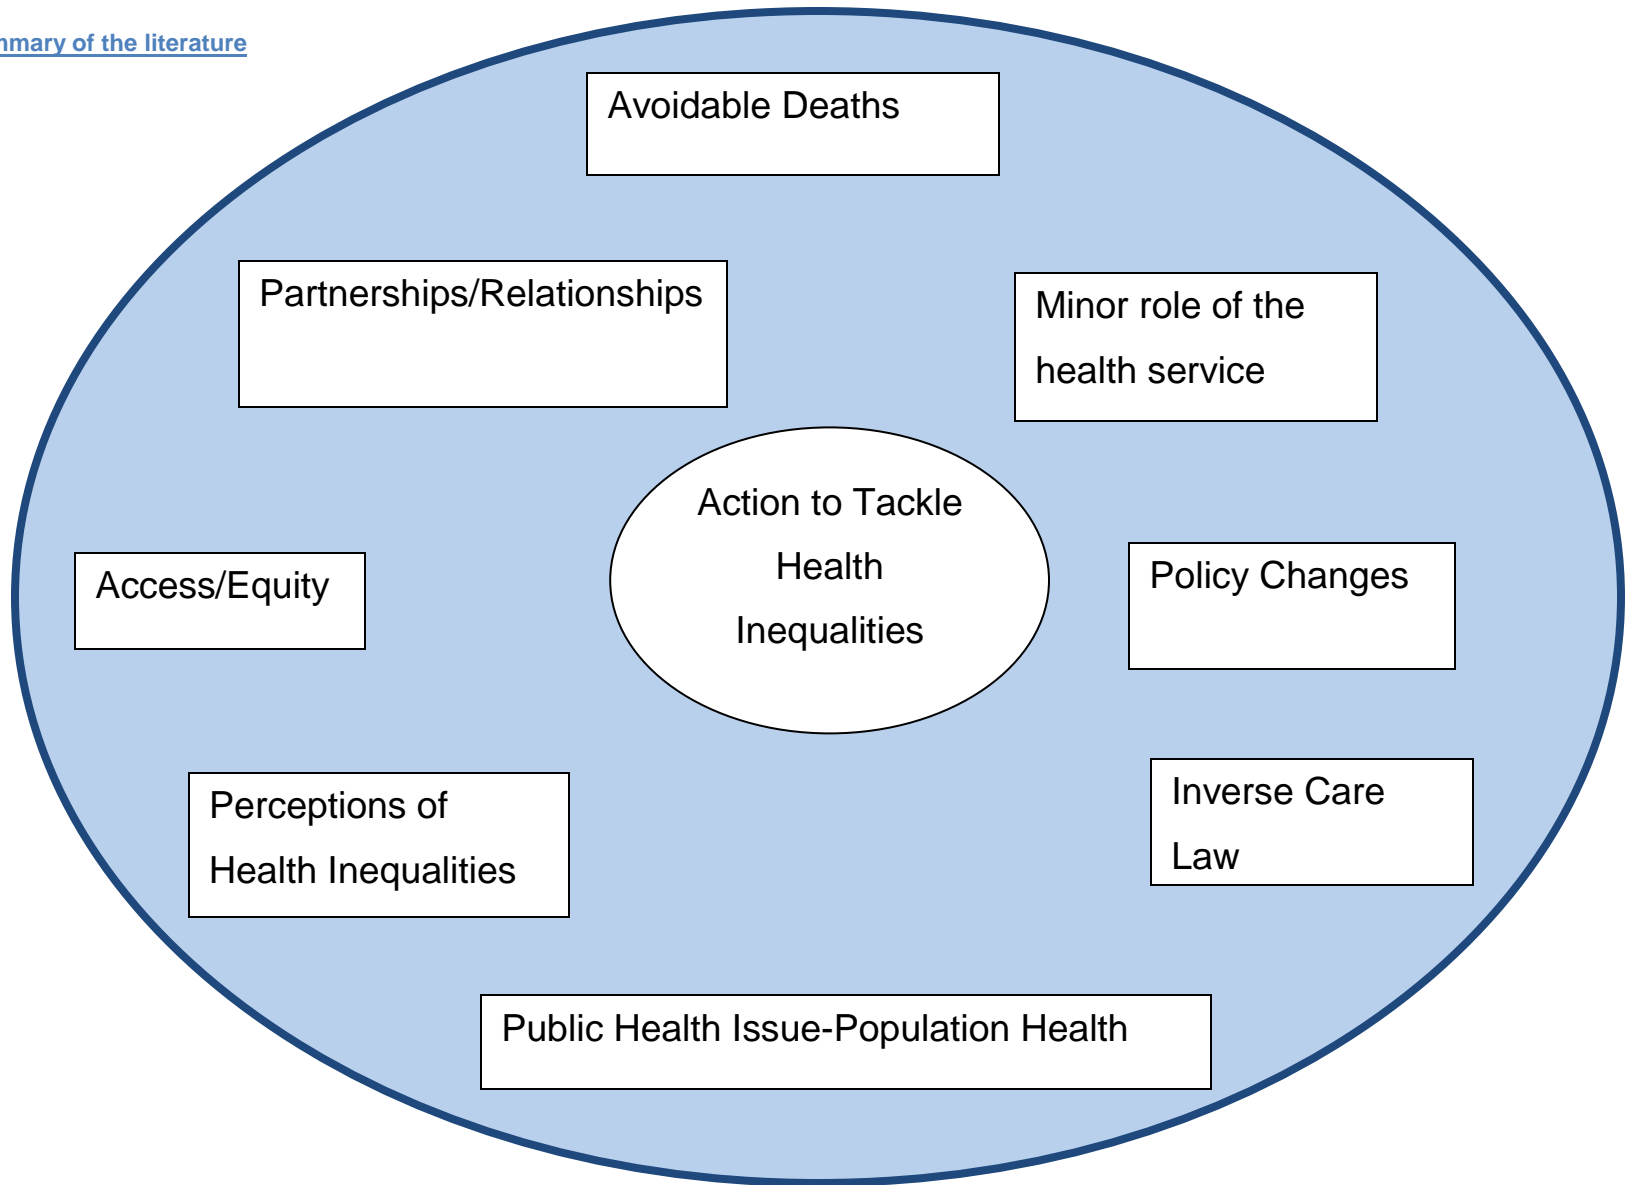 of the literature
Avoidable Deaths
Partnerships/Relationships
Minor role of the
health service
Action to Tackle
Health
Inequalities
Access/Equity
Policy Changes
Perceptions of
Health Inequalities
Inverse Care
Law
Public Health Issue-Population Health